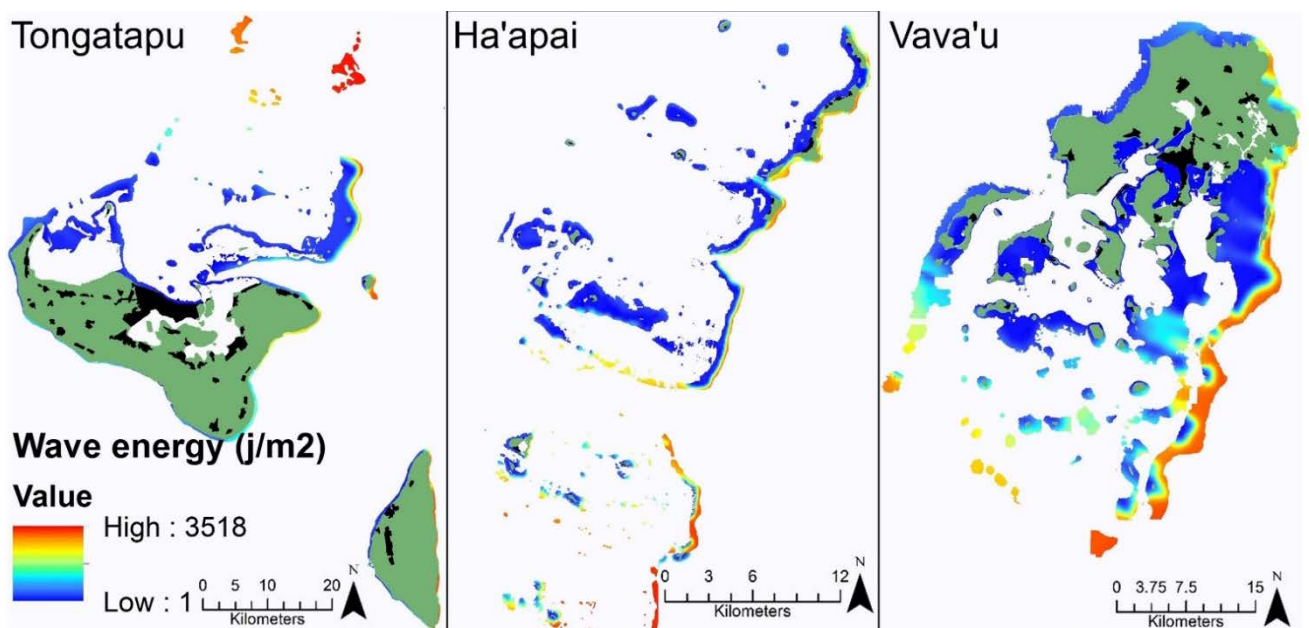 Tongatapu
Ha'apai
Vava'u
Wave energy (j/m2)
Value
High : 3518
Low : 1
0 5 10 20
Kilometers
N
0 3 6 12
Kilometers
N
0 3.75 7.5 15
Kilometers
N